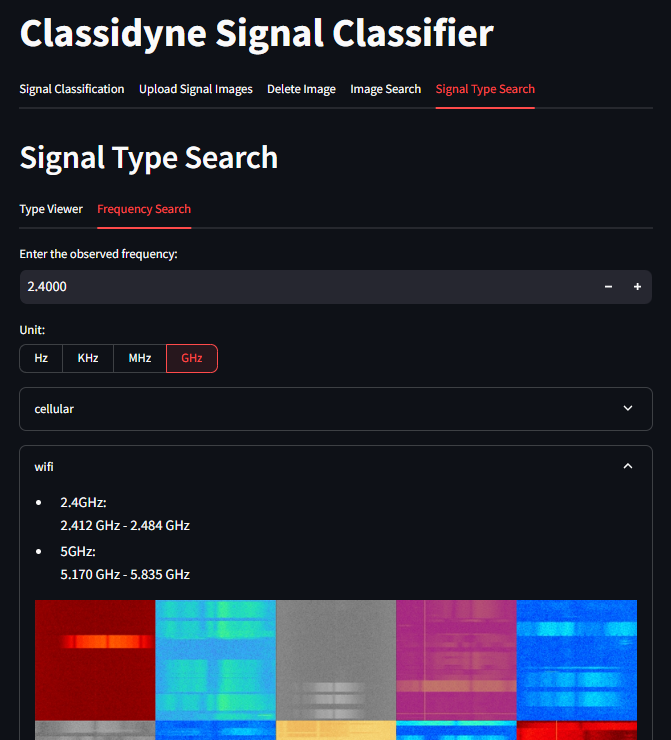 Classidyne Signal Classifier
Signal Classification Upload Signal Images Delete Image Image Search Signal Type Search
Signal Type Search
Type Viewer Frequency Search
Enter the observed frequency:
2.4000 − +
Unit:
Hz KHz MHz GHz
cellular
wifi
• 2.4GHz:
2.412 GHz - 2.484 GHz
• 5GHz:
5.170 GHz - 5.835 GHz